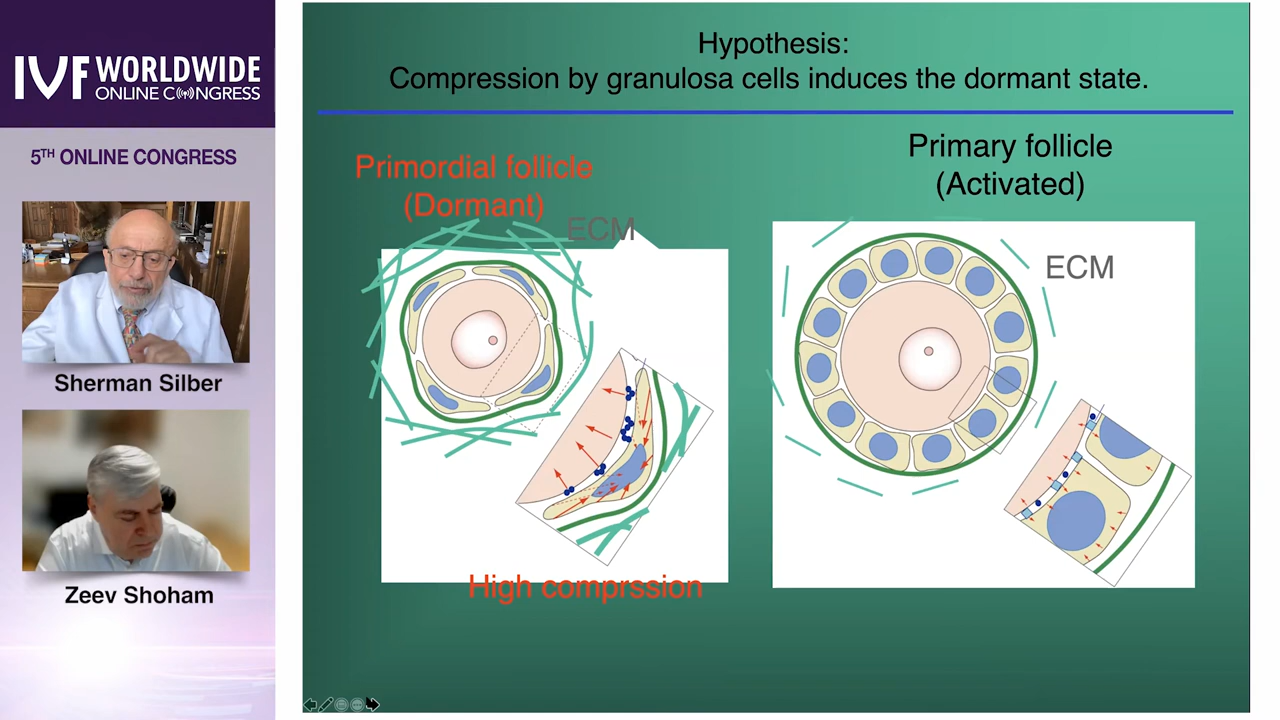 IVF WORLDWIDE
ONLINE CONGRESS
5TH ONLINE CONGRESS
Sherman Silber
Zeev Shoham
Hypothesis:
Compression by granulosa cells induces the dormant state.
Primordial follicle
(Dormant)
ECM
High comprssion
Primary follicle
(Activated)
ECM